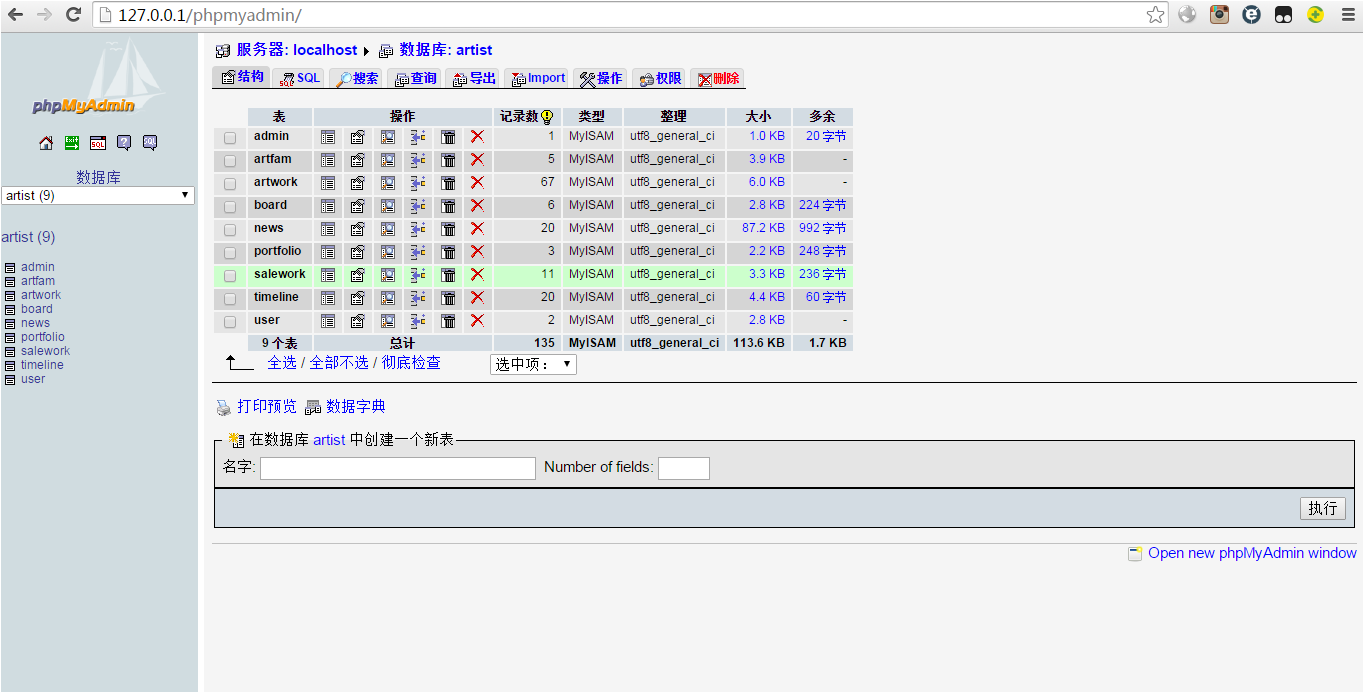 127.0.0.1/phpmyadmin/
phpMyAdmin
数据库
artist (9)
artist (9)
admin
artfam
artwork
board
news
portfolio
salework
timeline
user
服务器: localhost 数据库: artist
结构 SQL 搜索 查询 导出 Import 操作 权限 删除
表 操作 记录数 类型 整理 大小 多余
admin 1 MyISAM utf8_general_ci 1.0 KB 20 字节
artfam 5 MyISAM utf8_general_ci 3.9 KB -
artwork 67 MyISAM utf8_general_ci 6.0 KB -
board 6 MyISAM utf8_general_ci 2.8 KB 224 字节
news 20 MyISAM utf8_general_ci 87.2 KB 992 字节
portfolio 3 MyISAM utf8_general_ci 2.2 KB 248 字节
salework 11 MyISAM utf8_general_ci 3.3 KB 236 字节
timeline 20 MyISAM utf8_general_ci 4.4 KB 60 字节
user 2 MyISAM utf8_general_ci 2.8 KB -
9 个表 总计 135 MyISAM utf8_general_ci 113.6 KB 1.7 KB
全选 / 全部不选 / 彻底检查 选中项：
打印预览 数据字典
在数据库 artist 中创建一个新表
名字: Number of fields:
执行
Open new phpMyAdmin window